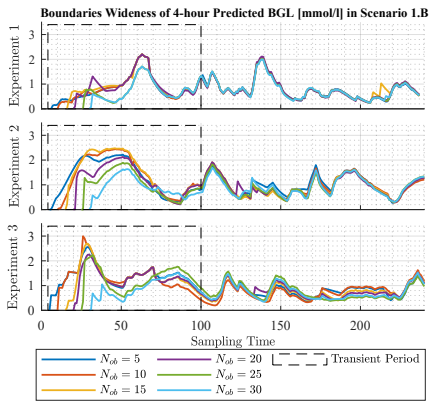 Boundaries Wideness of 4-hour Predicted BGL [mmol/l] in Scenario 1.B
Experiment 1
3
2
1
0
Experiment 2
3
2
1
0
Experiment 3
3
2
1
0
0 50 100 150 200
Sampling Time
N_ob = 5 N_ob = 20 Transient Period
N_ob = 10 N_ob = 25
N_ob = 15 N_ob = 30